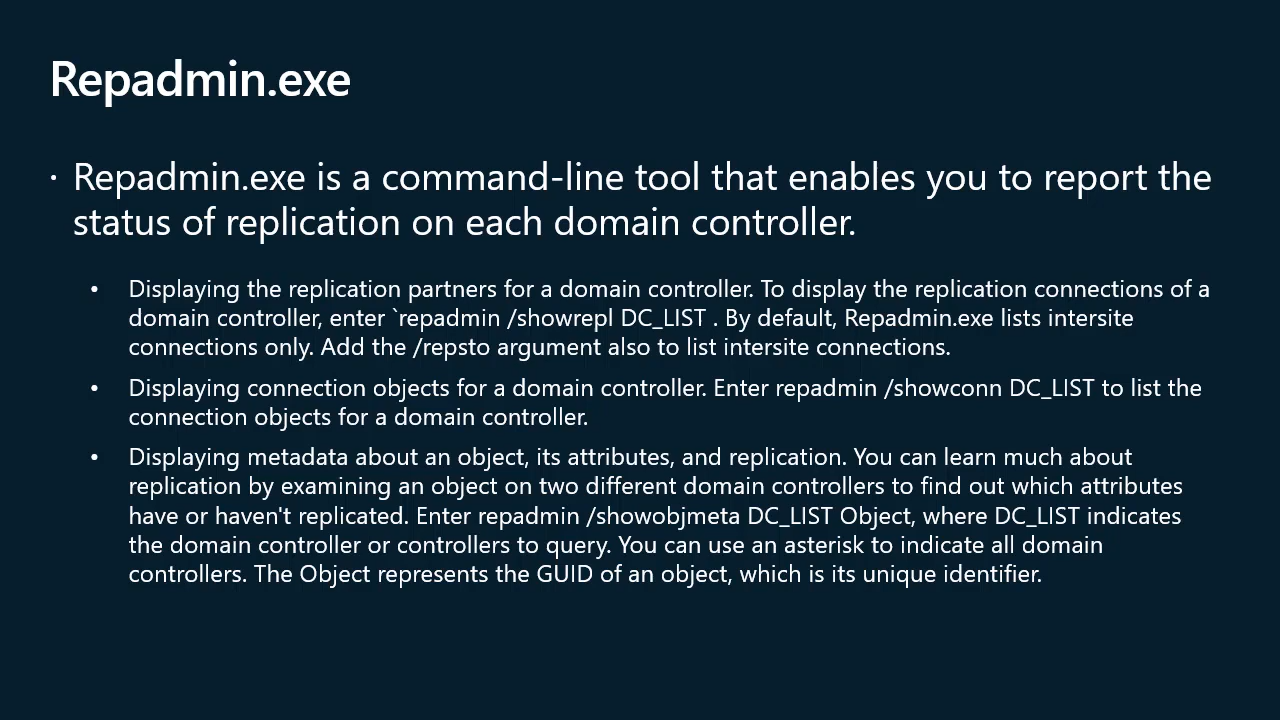 Repadmin.exe
· Repadmin.exe is a command-line tool that enables you to report the
status of replication on each domain controller.
• Displaying the replication partners for a domain controller. To display the replication connections of a
domain controller, enter `repadmin /showrepl DC_LIST . By default, Repadmin.exe lists intersite
connections only. Add the /repsto argument also to list intersite connections.
• Displaying connection objects for a domain controller. Enter repadmin /showconn DC_LIST to list the
connection objects for a domain controller.
• Displaying metadata about an object, its attributes, and replication. You can learn much about
replication by examining an object on two different domain controllers to find out which attributes
have or haven't replicated. Enter repadmin /showobjmeta DC_LIST Object, where DC_LIST indicates
the domain controller or controllers to query. You can use an asterisk to indicate all domain
controllers. The Object represents the GUID of an object, which is its unique identifier.